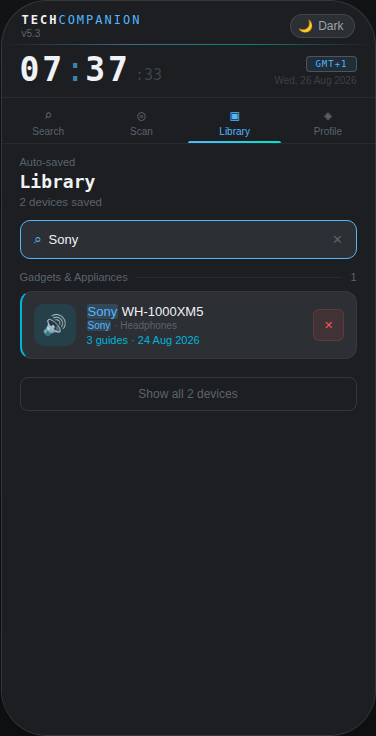 TECHCOMPANION
v5.3
Dark
07:37:33
GMT+1
Wed, 26 Aug 2026
Search
Scan
Library
Profile
Auto-saved
Library
2 devices saved
Sony
Gadgets & Appliances 1
Sony WH-1000XM5
Sony · Headphones
3 guides · 24 Aug 2026
Show all 2 devices